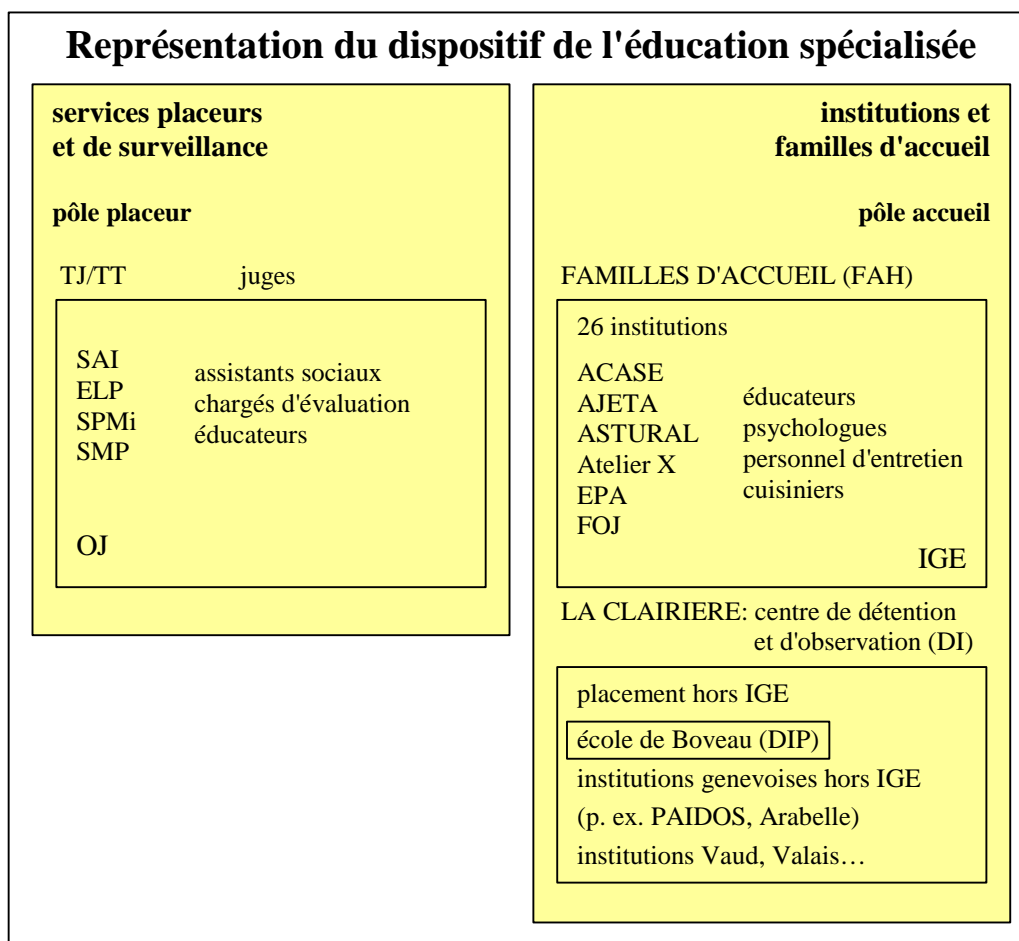 Représentation du dispositif de l'éducation spécialisée
services placeurs
et de surveillance
pôle placeur
TJ/TT juges
SAI
ELP
SPMi
SMP
assistants sociaux
chargés d'évaluation
éducateurs
OJ
institutions et
familles d'accueil
pôle accueil
FAMILLES D'ACCUEIL (FAH)
26 institutions
ACASE
AJETA
ASTURAL
Atelier X
EPA
FOJ
éducateurs
psychologues
personnel d'entretien
cuisiniers
IGE
LA CLAIRIERE: centre de détention
et d'observation (DI)
placement hors IGE
école de Boveau (DIP)
institutions genevoises hors IGE
(p. ex. PAIDOS, Arabelle)
institutions Vaud, Valais…